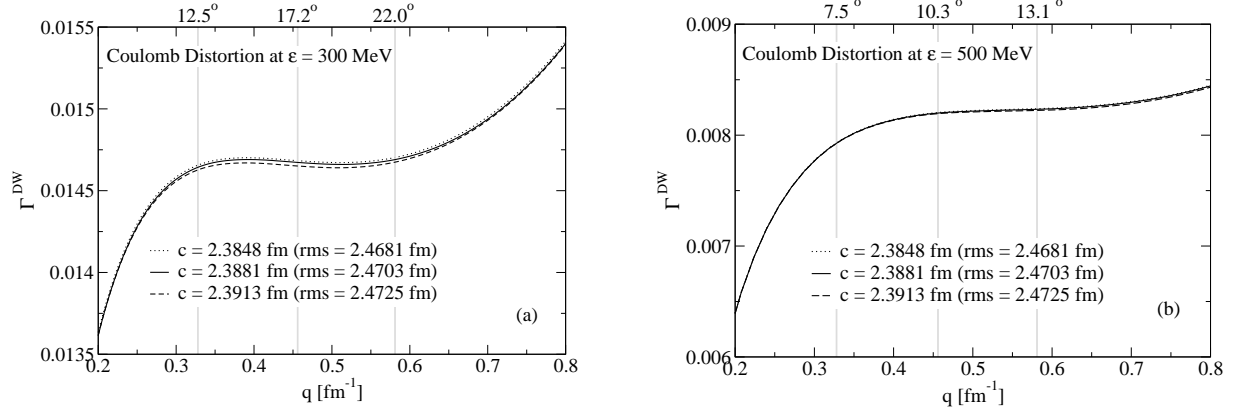 12.5° 17.2° 22.0°
0.0155
Coulomb Distortion at ε = 300 MeV
0.015
0.0145
0.014
0.0135
Γ^DW
c = 2.3848 fm (rms = 2.4681 fm)
c = 2.3881 fm (rms = 2.4703 fm)
c = 2.3913 fm (rms = 2.4725 fm)
(a)
0.2 0.3 0.4 0.5 0.6 0.7 0.8
q [fm⁻¹]
7.5° 10.3° 13.1°
0.009
Coulomb Distortion at ε = 500 MeV
0.008
0.007
0.006
Γ^DW
c = 2.3848 fm (rms = 2.4681 fm)
c = 2.3881 fm (rms = 2.4703 fm)
c = 2.3913 fm (rms = 2.4725 fm)
(b)
0.2 0.3 0.4 0.5 0.6 0.7 0.8
q [fm⁻¹]